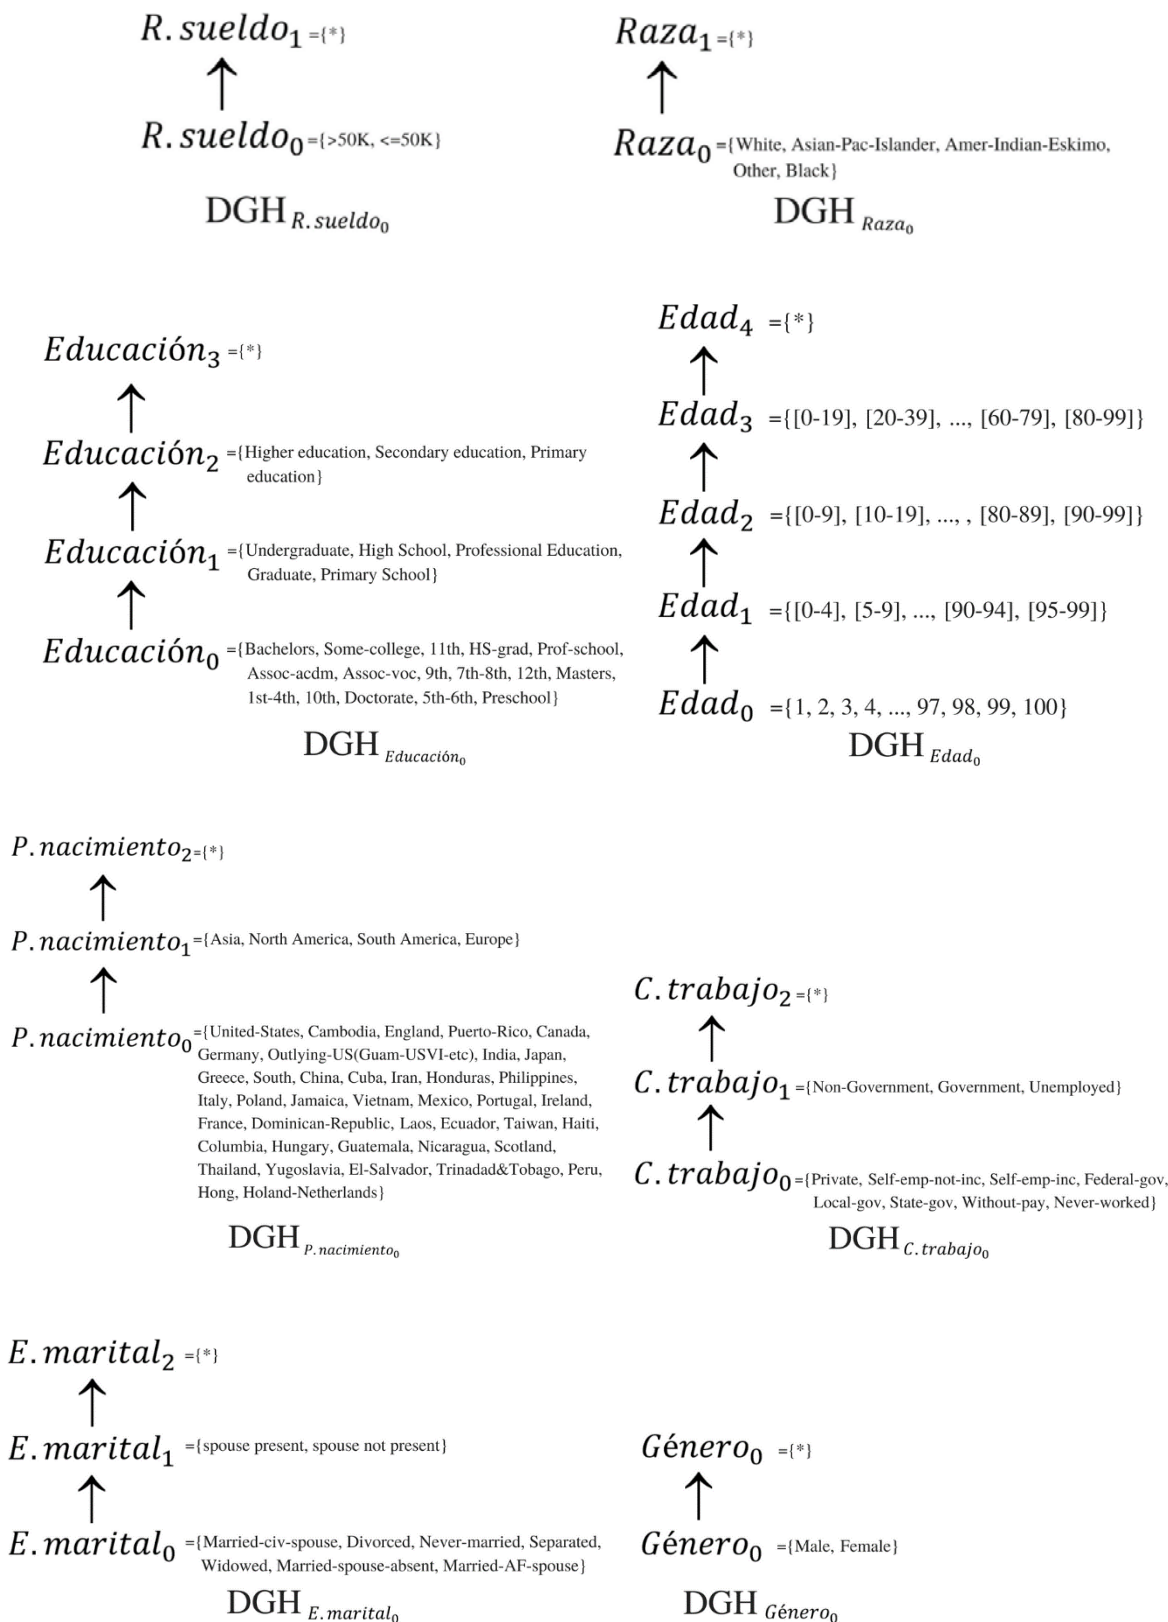 R.sueldo1 ={*}
R.sueldo0 ={>50K, <=50K}
DGH R.sueldo0
Raza1 ={*}
Raza0 ={White, Asian-Pac-Islander, Amer-Indian-Eskimo,
Other, Black}
DGH Raza0
Educación3 ={*}
Educación2 ={Higher education, Secondary education, Primary
education}
Educación1 ={Undergraduate, High School, Professional Education,
Graduate, Primary School}
Educación0 ={Bachelors, Some-college, 11th, HS-grad, Prof-school,
Assoc-acdm, Assoc-voc, 9th, 7th-8th, 12th, Masters,
1st-4th, 10th, Doctorate, 5th-6th, Preschool}
DGH Educación0
Edad4 ={*}
Edad3 ={[0-19], [20-39], ..., [60-79], [80-99]}
Edad2 ={[0-9], [10-19], ..., , [80-89], [90-99]}
Edad1 ={[0-4], [5-9], ..., [90-94], [95-99]}
Edad0 ={1, 2, 3, 4, ..., 97, 98, 99, 100}
DGH Edad0
P.nacimiento2 ={*}
P.nacimiento1 ={Asia, North America, South America, Europe}
P.nacimiento0 ={United-States, Cambodia, England, Puerto-Rico, Canada,
Germany, Outlying-US(Guam-USVI-etc), India, Japan,
Greece, South, China, Cuba, Iran, Honduras, Philippines,
Italy, Poland, Jamaica, Vietnam, Mexico, Portugal, Ireland,
France, Dominican-Republic, Laos, Ecuador, Taiwan, Haiti,
Columbia, Hungary, Guatemala, Nicaragua, Scotland,
Thailand, Yugoslavia, El-Salvador, Trinadad&Tobago, Peru,
Hong, Holand-Netherlands}
DGH P.nacimiento0
C.trabajo2 ={*}
C.trabajo1 ={Non-Government, Government, Unemployed}
C.trabajo0 ={Private, Self-emp-not-inc, Self-emp-inc, Federal-gov,
Local-gov, State-gov, Without-pay, Never-worked}
DGH C.trabajo0
E.marital2 ={*}
E.marital1 ={spouse present, spouse not present}
E.marital0 ={Married-civ-spouse, Divorced, Never-married, Separated,
Widowed, Married-spouse-absent, Married-AF-spouse}
DGH E.marital0
Género0 ={*}
Género0 ={Male, Female}
DGH Género0